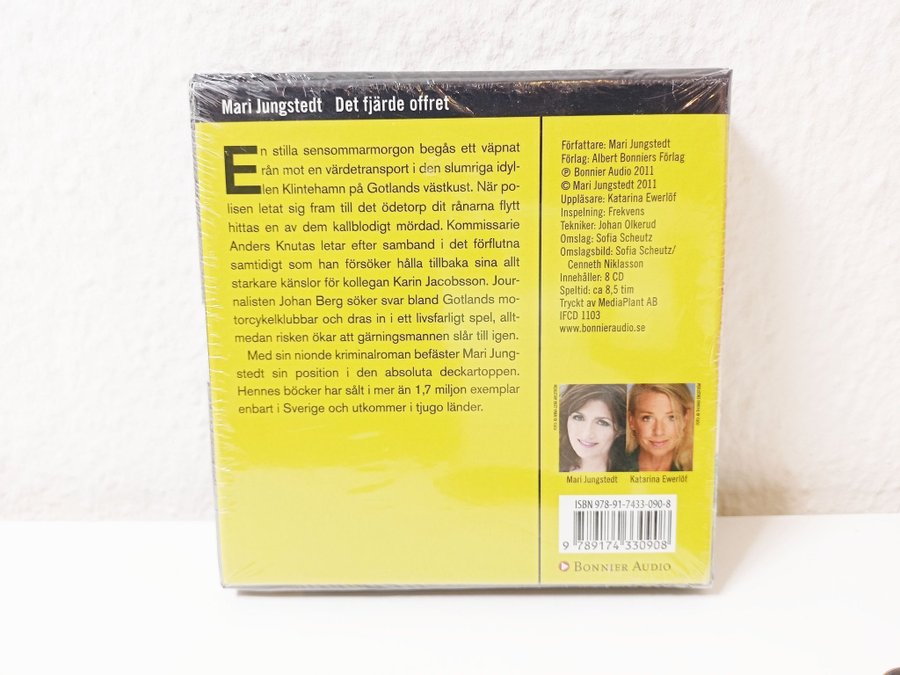 Mari Jungstedt Det fjärde offret
En stilla sensommarmorgon begås ett väpnat
rån mot en värdetransport i den slumriga idyl-
len Klintehamn på Gotlands västkust. När po-
lisen letat sig fram till det ödetorp dit rånarna flytt
hittas en av dem kallblodigt mördad. Kommissarie
Anders Knutas letar efter samband i det förflutna
samtidigt som han försöker hålla tillbaka sina allt
starkare känslor för kollegan Karin Jacobsson. Jour-
nalisten Johan Berg söker svar bland Gotlands mo-
torcykelklubbar och dras in i ett livsfarligt spel, allt-
medan risken ökar att gärningsmannen slår till igen.
Med sin nionde kriminalroman befäster Mari Jung-
stedt sin position i den absoluta deckartoppen.
Hennes böcker har sålt i mer än 1,7 miljon exemplar
enbart i Sverige och utkommer i tjugo länder.
Författare: Mari Jungstedt
Förlag: Albert Bonniers Förlag
℗ Bonnier Audio 2011
© Mari Jungstedt 2011
Uppläsare: Katarina Ewerlöf
Inspelning: Frekvens
Tekniker: Johan Olkerud
Omslag: Sofia Scheutz
Omslagsbild: Sofia Scheutz/
Cenneth Niklasson
Innehåller: 8 CD
Speltid: ca 8,5 tim
Tryckt av MediaPlant AB
IFCD 1103
www.bonnieraudio.se
Mari Jungstedt Katarina Ewerlöf
ISBN 978-91-7433-090-8
9 789174 330908
BONNIER AUDIO